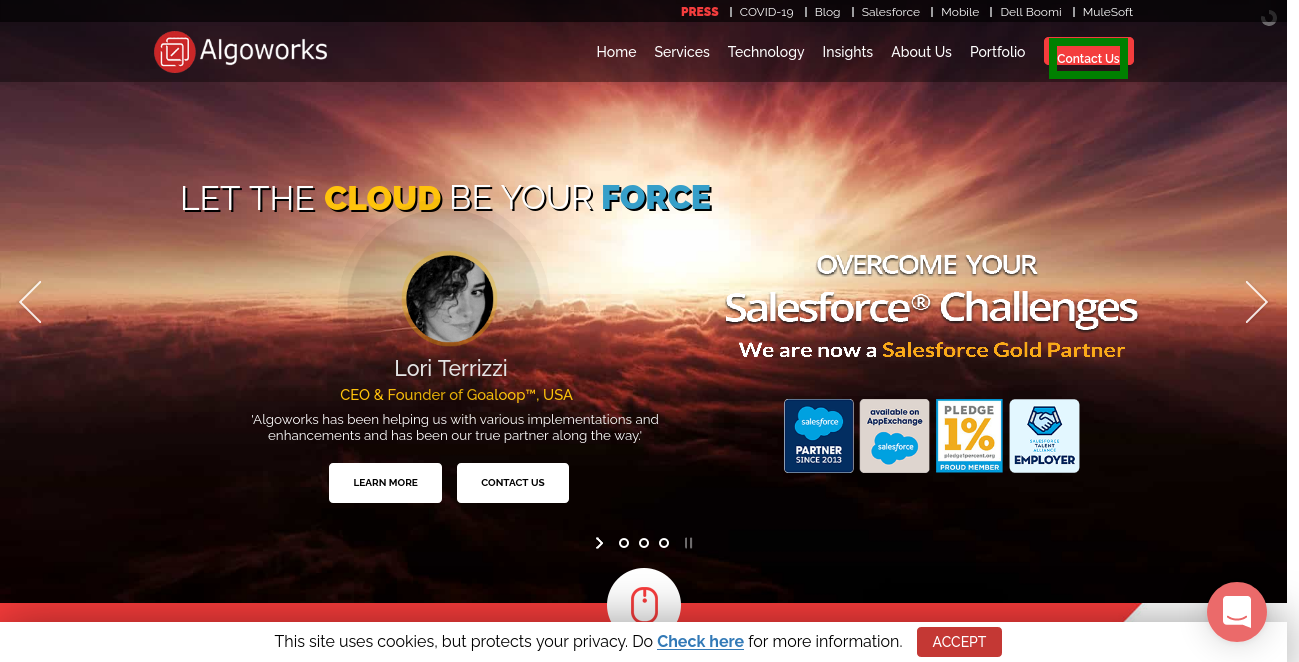 PRESS | COVID-19 | Blog | Salesforce | Mobile | Dell Boomi | MuleSoft
Algoworks
Home Services Technology Insights About Us Portfolio Contact Us
LET THE CLOUD BE YOUR FORCE
Lori Terrizzi
CEO & Founder of Goaloop™, USA
'Algoworks has been helping us with various implementations and
enhancements and has been our true partner along the way.'
LEARN MORE CONTACT US
OVERCOME YOUR
Salesforce® Challenges
We are now a Salesforce Gold Partner
salesforce
PARTNER
SINCE 2013
available on
AppExchange
salesforce
PLEDGE
1%
pledge1percent.org
PROUD MEMBER
SALESFORCE
TALENT
ALLIANCE
EMPLOYER
This site uses cookies, but protects your privacy. Do Check here for more information. ACCEPT